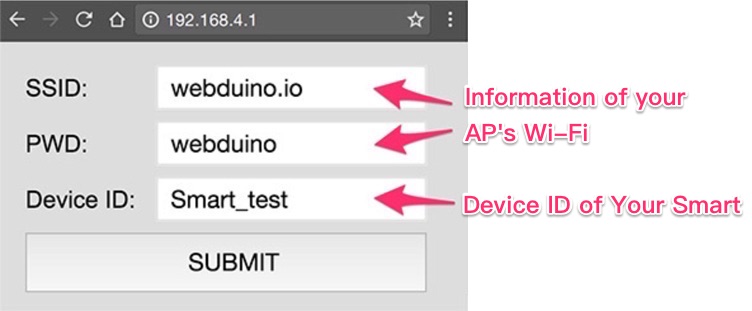 192.168.4.1
SSID: webduino.io
Information of your
AP's Wi-Fi
PWD: webduino
Device ID: Smart_test
Device ID of Your Smart
SUBMIT